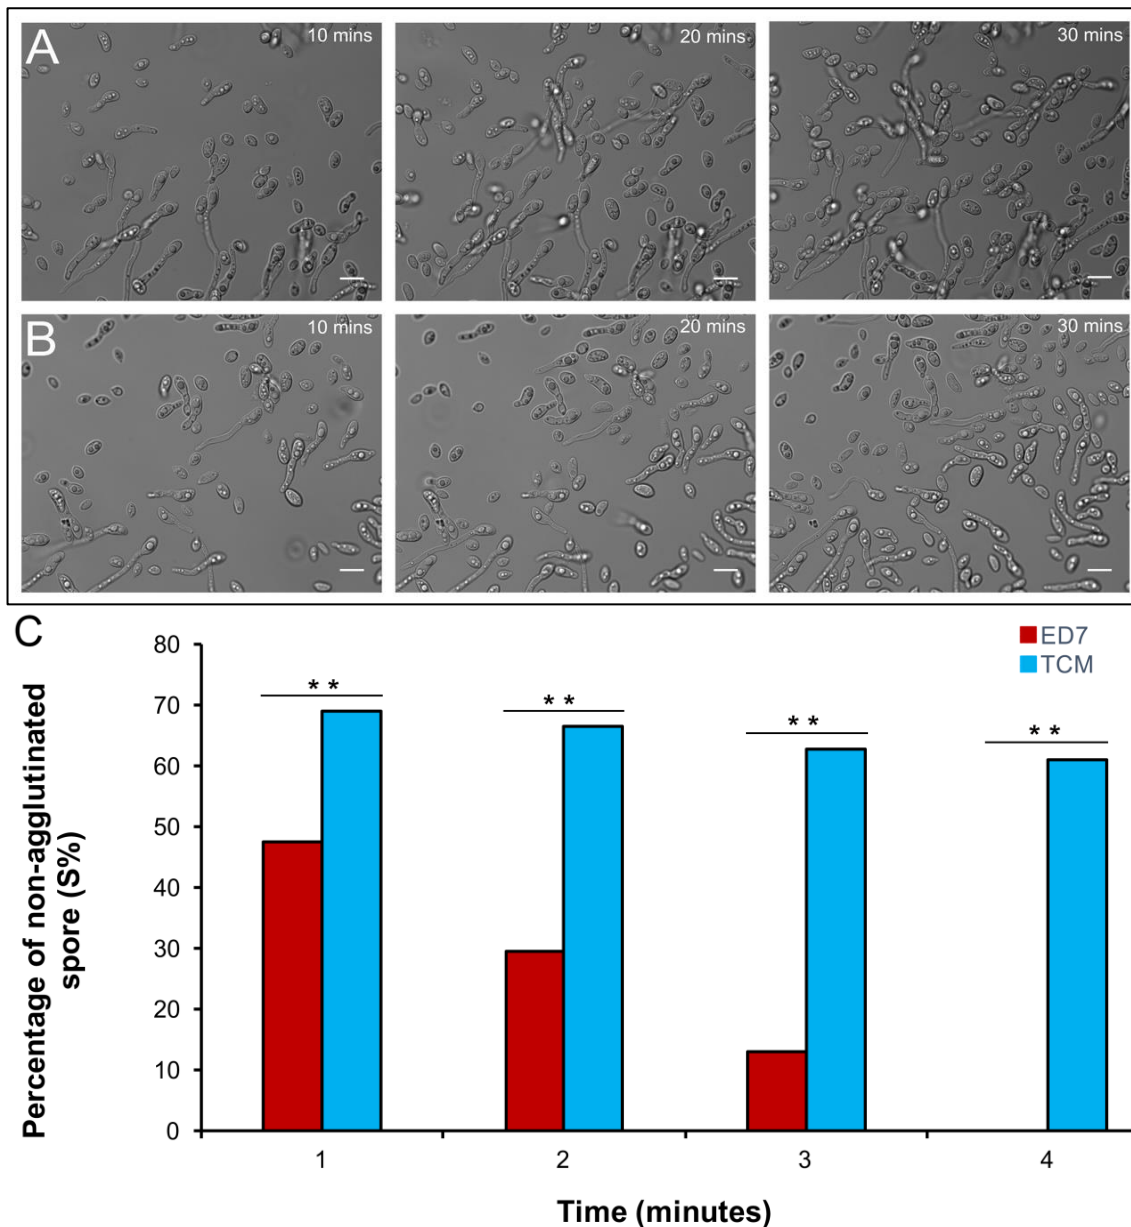 A
10 mins
20 mins
30 mins
B
10 mins
20 mins
30 mins
C
ED7
TCM
Percentage of non-agglutinated
spore (S%)
80
70
60
50
40
30
20
10
0
* *
* *
* *
* *
1
2
3
4
Time (minutes)